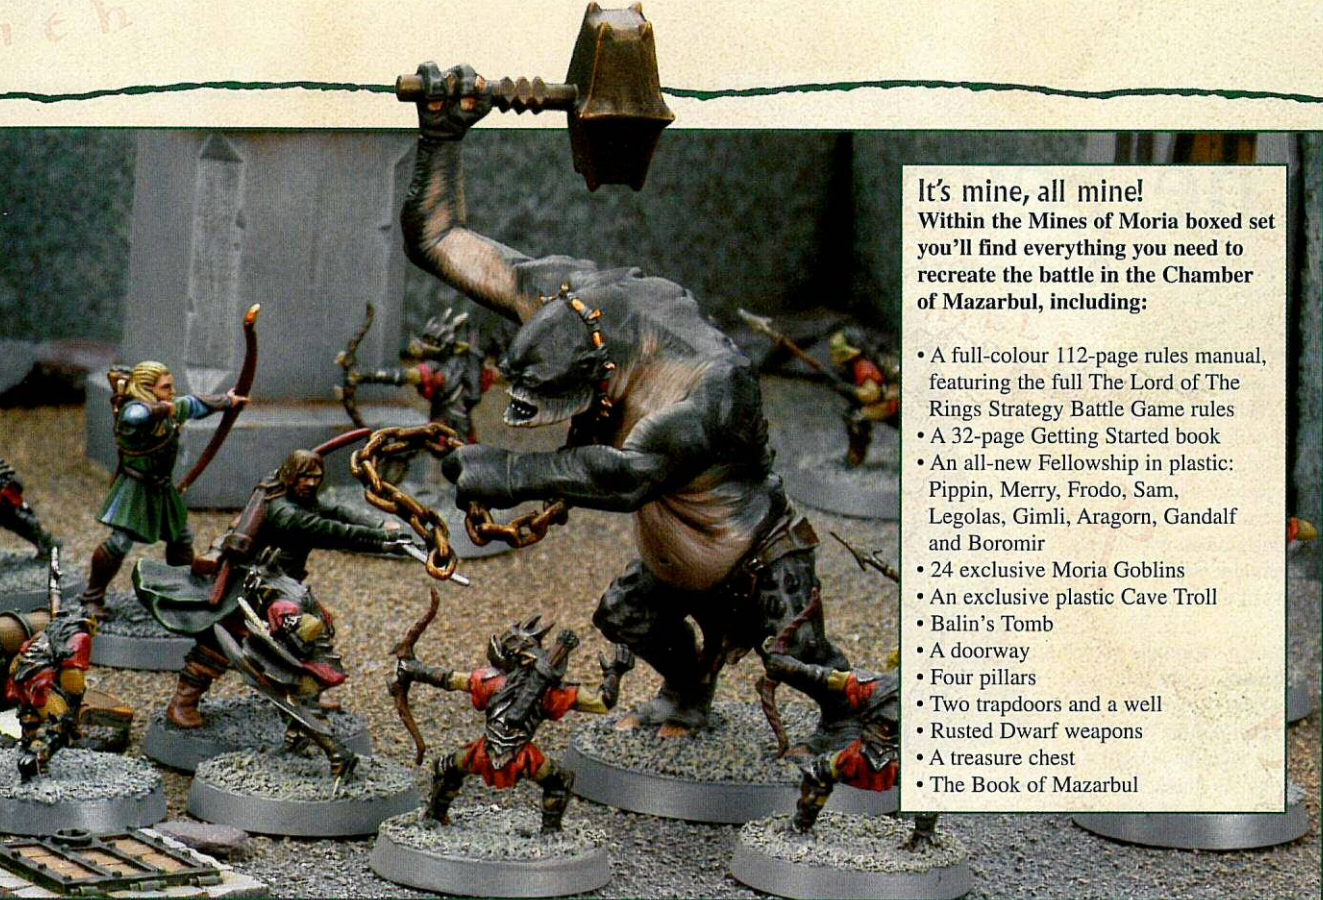 It's mine, all mine!
Within the Mines of Moria boxed set
you'll find everything you need to
recreate the battle in the Chamber
of Mazarbul, including:
• A full-colour 112-page rules manual,
featuring the full The Lord of The
Rings Strategy Battle Game rules
• A 32-page Getting Started book
• An all-new Fellowship in plastic:
Pippin, Merry, Frodo, Sam,
Legolas, Gimli, Aragorn, Gandalf
and Boromir
• 24 exclusive Moria Goblins
• An exclusive plastic Cave Troll
• Balin's Tomb
• A doorway
• Four pillars
• Two trapdoors and a well
• Rusted Dwarf weapons
• A treasure chest
• The Book of Mazarbul